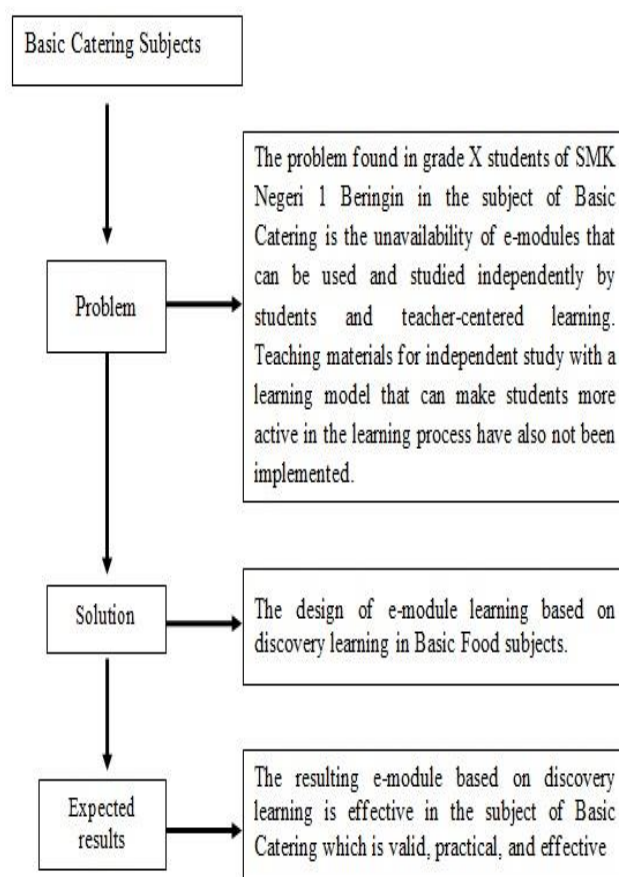 Basic Catering Subjects
The problem found in grade X students of SMK
Negeri 1 Beringin in the subject of Basic
Catering is the unavailability of e-modules that
can be used and studied independently by
students and teacher-centered learning.
Teaching materials for independent study with a
learning model that can make students more
active in the learning process have also not been
implemented.
Problem
Solution
The design of e-module learning based on
discovery learning in Basic Food subjects.
Expected
results
The resulting e-module based on discovery
learning is effective in the subject of Basic
Catering which is valid, practical, and effective